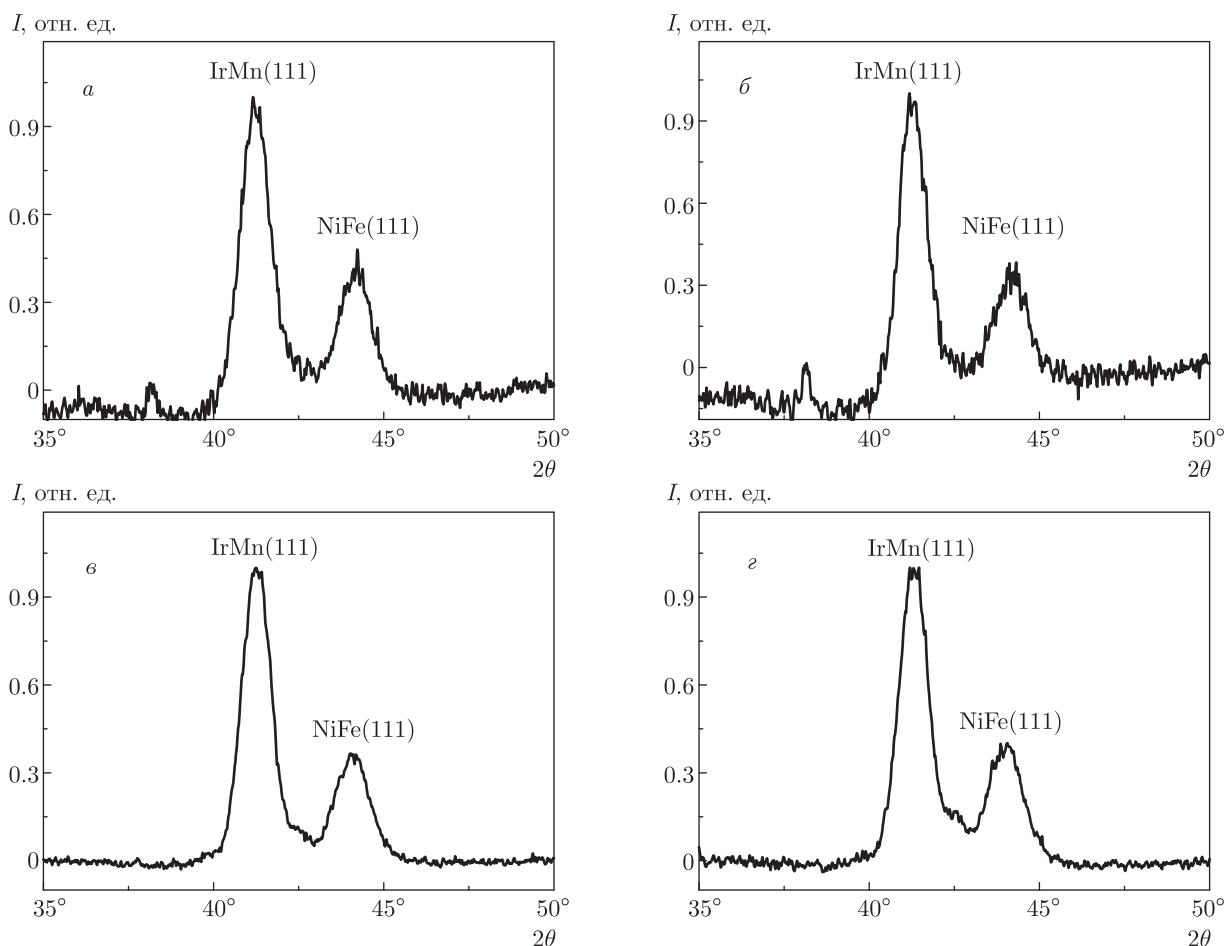 I, отн. ед.
IrMn(111)
а
NiFe(111)
0.9
0.6
0.3
0
35° 40° 45° 50°
2θ
I, отн. ед.
IrMn(111)
б
NiFe(111)
0.9
0.6
0.3
0
35° 40° 45° 50°
2θ
I, отн. ед.
IrMn(111)
в
NiFe(111)
0.9
0.6
0.3
0
35° 40° 45° 50°
2θ
I, отн. ед.
IrMn(111)
г
NiFe(111)
0.9
0.6
0.3
0
35° 40° 45° 50°
2θ